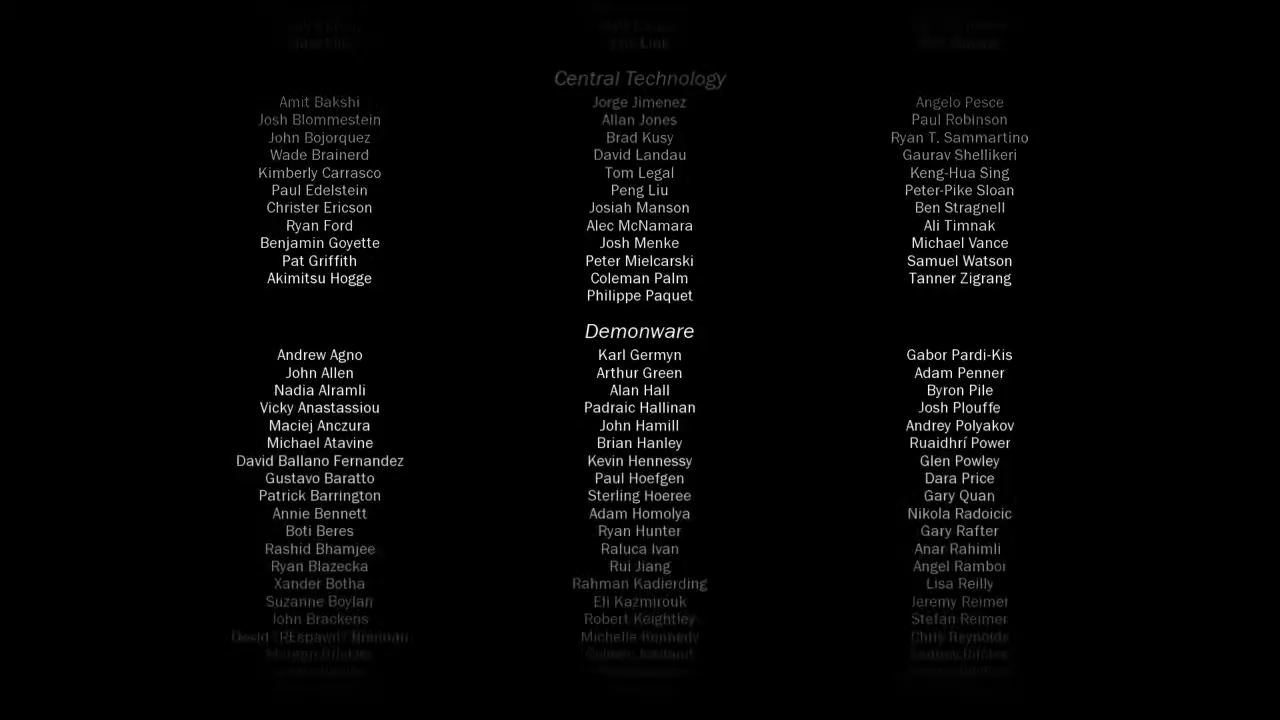 Link
Central Technology
Amit Bakshi
Josh Blommestein
John Bojorquez
Wade Brainerd
Kimberly Carrasco
Paul Edelstein
Christer Ericson
Ryan Ford
Benjamin Goyette
Pat Griffith
Akimitsu Hogge
Jorge Jimenez
Allan Jones
Brad Kusy
David Landau
Tom Legal
Peng Liu
Josiah Manson
Alec McNamara
Josh Menke
Peter Mielcarski
Coleman Palm
Philippe Paquet
Angelo Pesce
Paul Robinson
Ryan T. Sammartino
Gaurav Shellikeri
Keng-Hua Sing
Peter-Pike Sloan
Ben Stragnell
Ali Timnak
Michael Vance
Samuel Watson
Tanner Zigrang
Demonware
Andrew Agno
John Allen
Nadia Alramli
Vicky Anastassiou
Maciej Anczura
Michael Atavine
David Ballano Fernandez
Gustavo Baratto
Patrick Barrington
Annie Bennett
Boti Beres
Rashid Bhamjee
Ryan Blazecka
Xander Botha
Suzanne Boylan
John Brackens
David Brennan
Karl Germyn
Arthur Green
Alan Hall
Padraic Hallinan
John Hamill
Brian Hanley
Kevin Hennessy
Paul Hoefgen
Sterling Hoeree
Adam Homolya
Ryan Hunter
Raluca Ivan
Rui Jiang
Rahman Kadierding
Eli Kazmirouk
Robert Keightley
Michelle Kennedy
Gabor Pardi-Kis
Adam Penner
Byron Pile
Josh Plouffe
Andrey Polyakov
Ruaidhrí Power
Glen Powley
Dara Price
Gary Quan
Nikola Radoicic
Gary Rafter
Anar Rahimli
Angel Rambor
Lisa Reilly
Jeremy Reimer
Stefan Reimer
Chris Reynolds